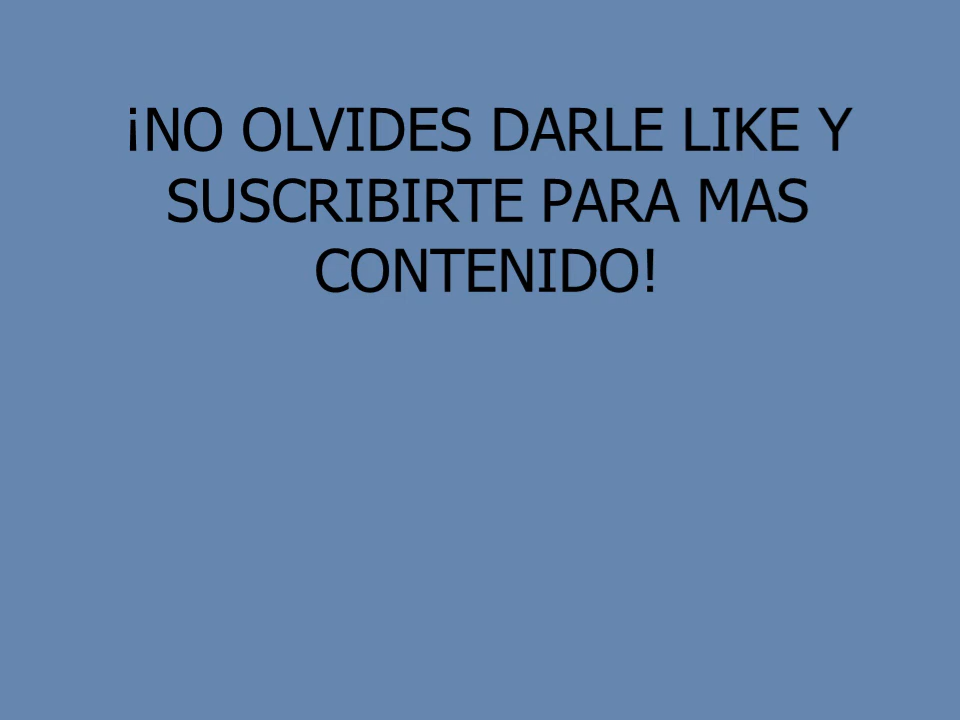 ¡NO OLVIDES DARLE LIKE Y
SUSCRIBIRTE PARA MAS
CONTENIDO!